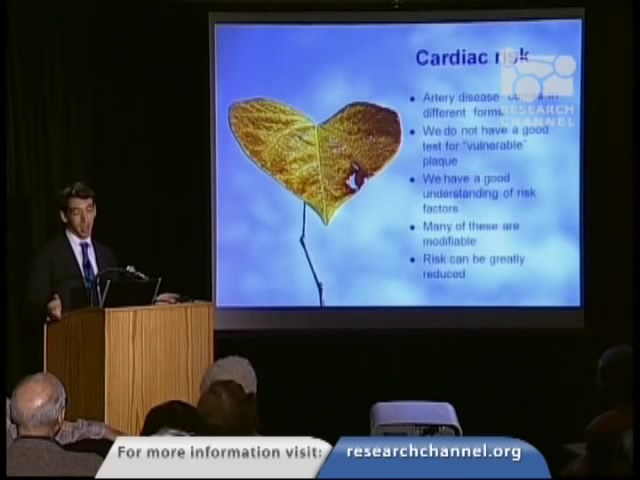 Cardiac risk
RESEARCH
CHANNEL
• Artery disease comes in
different forms
• We do not have a good
test for "vulnerable"
plaque
• We have a good
understanding of risk
factors
• Many of these are
modifiable
• Risk can be greatly
reduced
For more information visit: researchchannel.org